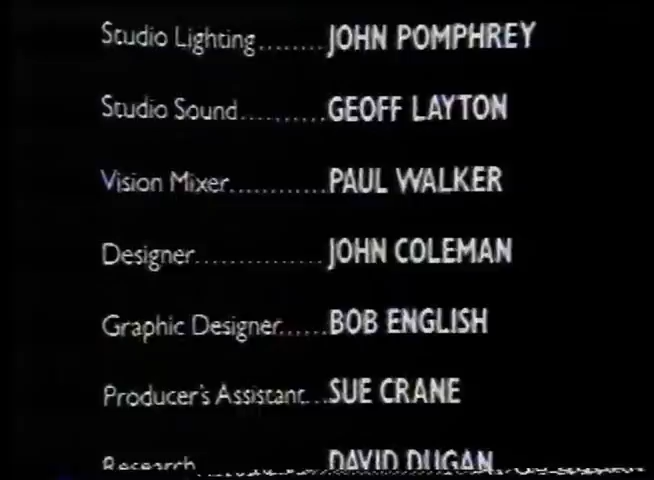 Studio Lighting........JOHN POMPHREY
Studio Sound..........GEOFF LAYTON
Vision Mixer............PAUL WALKER
Designer...............JOHN COLEMAN
Graphic Designer......BOB ENGLISH
Producer's Assistant...SUE CRANE
Research...DAVID DUGAN